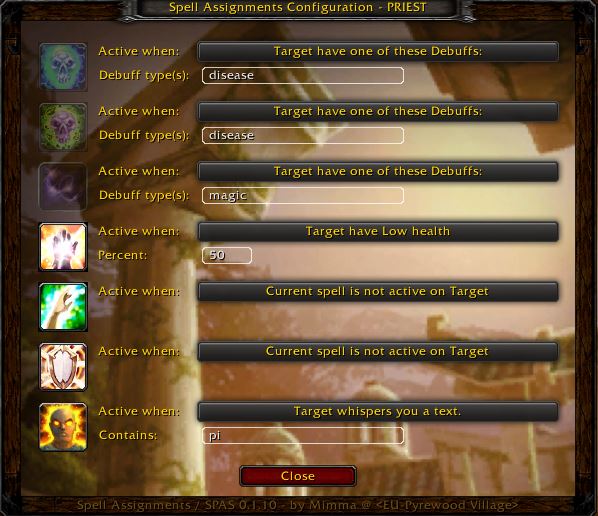 Spell Assignments Configuration - PRIEST
Active when: Target have one of these Debuffs:
Debuff type(s): disease
Active when: Target have one of these Debuffs:
Debuff type(s): disease
Active when: Target have one of these Debuffs:
Debuff type(s): magic
Active when: Target have Low health
Percent: 50
Active when: Current spell is not active on Target
Active when: Current spell is not active on Target
Active when: Target whispers you a text.
Contains: pi
Close
Spell Assignments / SPAS 0.1.10 - by Mimma @ <EU-Pyrewood Village>